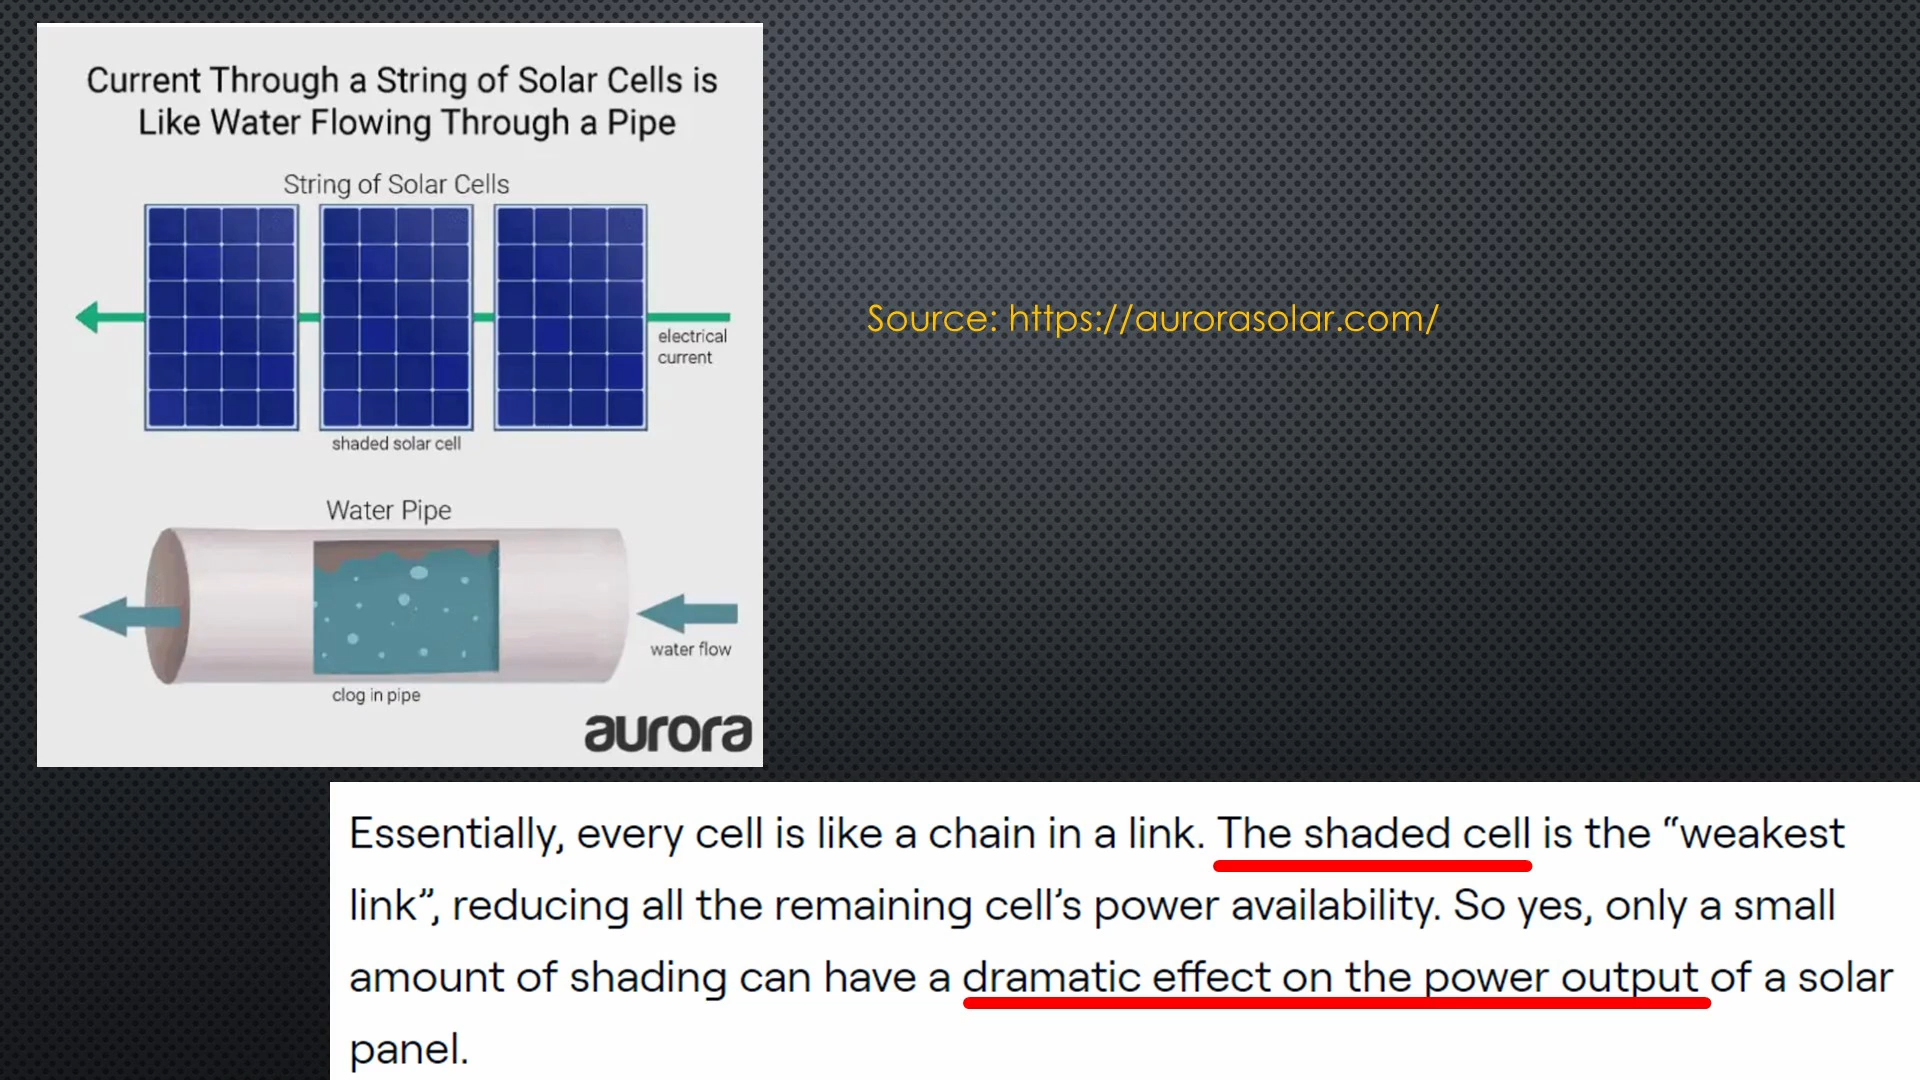 Current Through a String of Solar Cells is
Like Water Flowing Through a Pipe
String of Solar Cells
electrical
current
shaded solar cell
Source: https://aurorasolar.com/
Water Pipe
water flow
clog in pipe
aurora
Essentially, every cell is like a chain in a link. The shaded cell is the “weakest
link”, reducing all the remaining cell’s power availability. So yes, only a small
amount of shading can have a dramatic effect on the power output of a solar
panel.